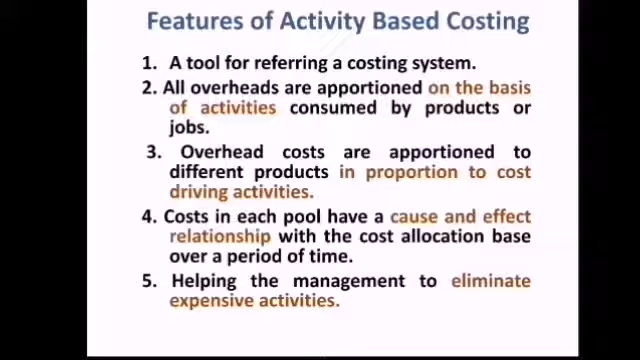 Features of Activity Based Costing
1. A tool for referring a costing system.
2. All overheads are apportioned on the basis
of activities consumed by products or
jobs.
3. Overhead costs are apportioned to
different products in proportion to cost
driving activities.
4. Costs in each pool have a cause and effect
relationship with the cost allocation base
over a period of time.
5. Helping the management to eliminate
expensive activities.